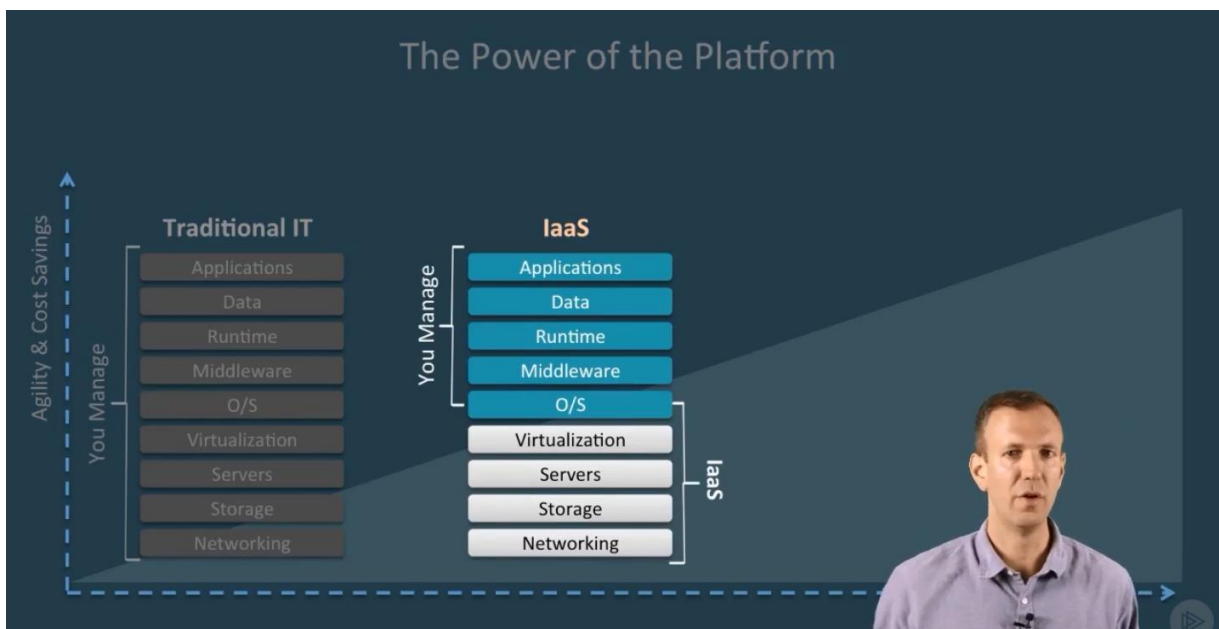 The Power of the Platform
Agility & Cost Savings
Traditional IT
You Manage
Applications
Data
Runtime
Middleware
O/S
Virtualization
Servers
Storage
Networking
IaaS
You Manage
Applications
Data
Runtime
Middleware
O/S
Virtualization
Servers
Storage
Networking
IaaS